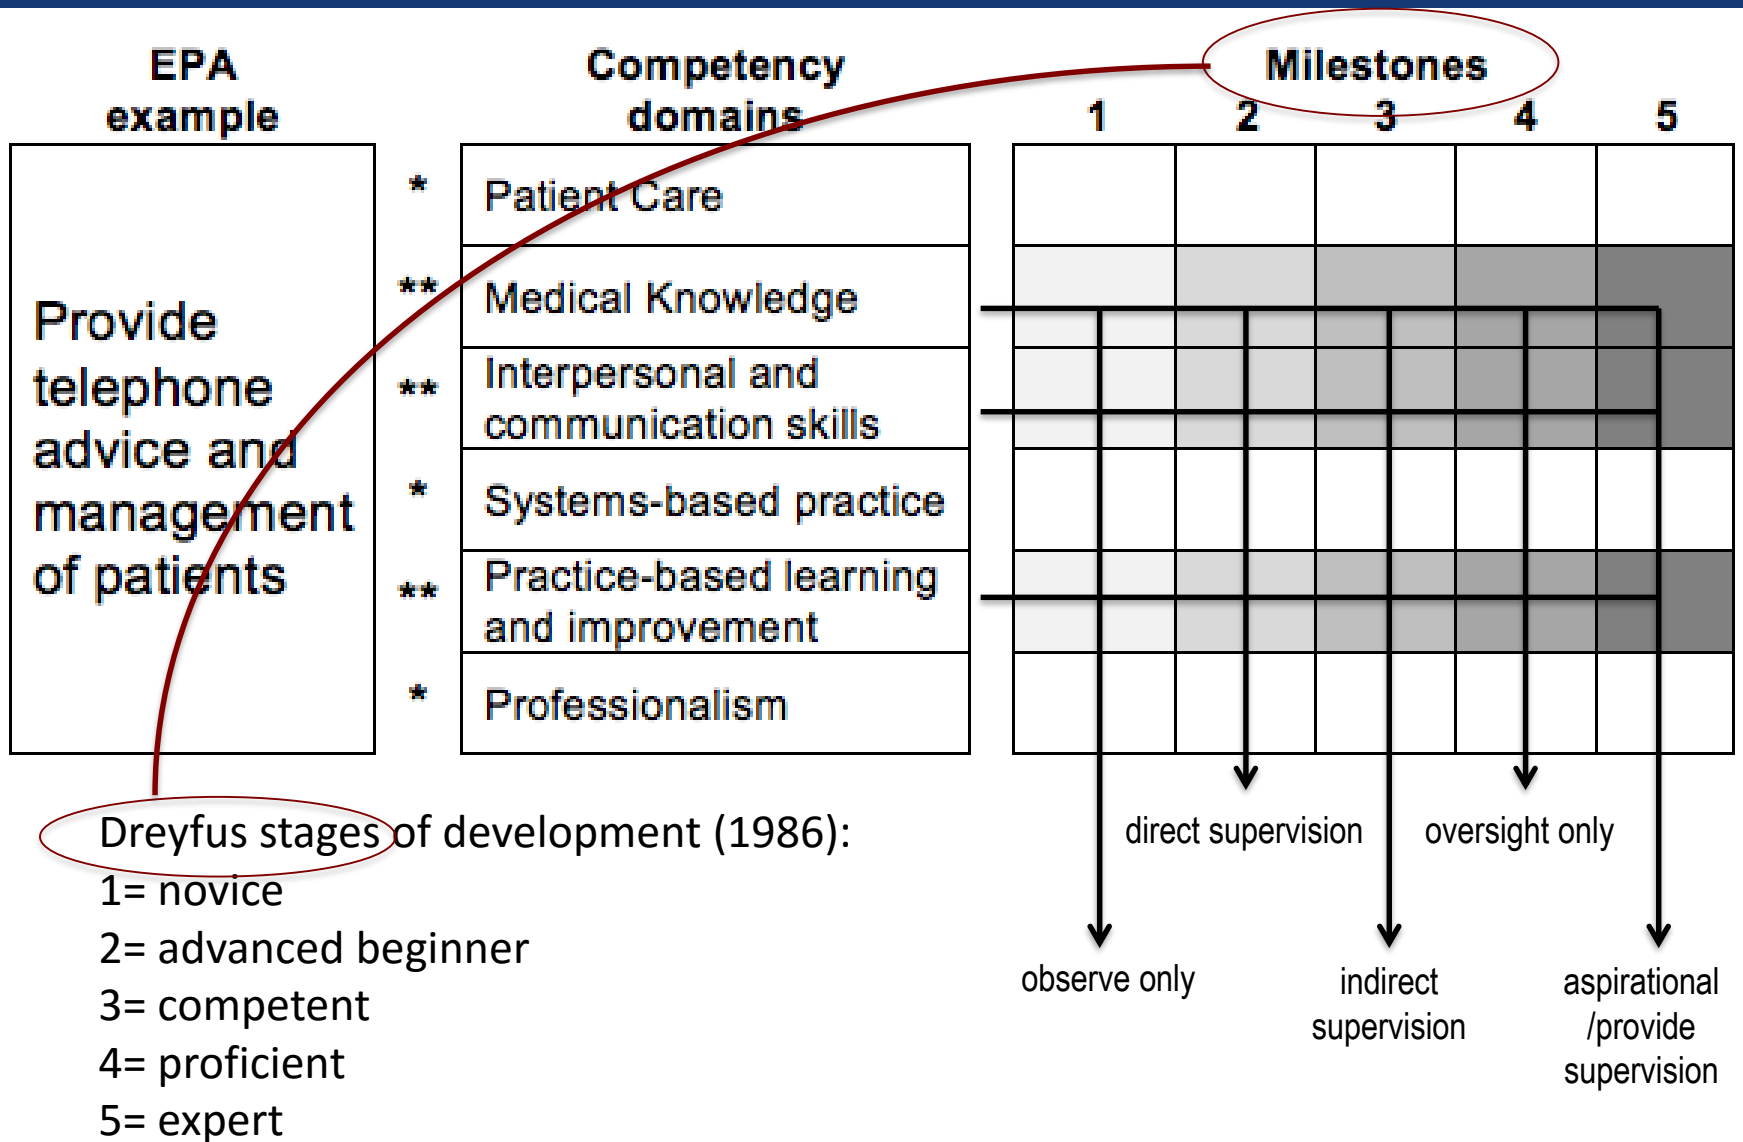 EPA
example
Competency
domains
Milestones
1 2 3 4 5
Provide
telephone
advice and
management
of patients
* Patient Care
** Medical Knowledge
** Interpersonal and
communication skills
* Systems-based practice
** Practice-based learning
and improvement
* Professionalism
direct supervision
oversight only
observe only
indirect
supervision
aspirational
/provide
supervision
Dreyfus stages of development (1986):
1= novice
2= advanced beginner
3= competent
4= proficient
5= expert